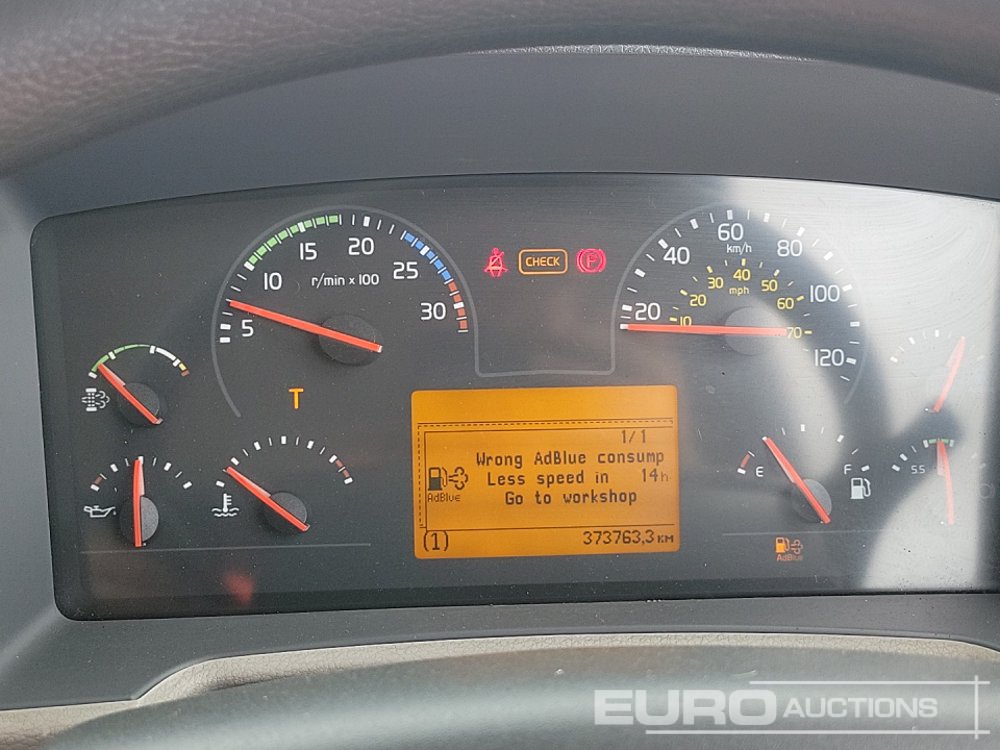 5 10 15 20 25 30
r/min x 100
CHECK
P
20 40 60 80 100 120
km/h
10 20 30 40 50 60 70
mph
T
1/1
Wrong AdBlue consump
Less speed in 14h
Go to workshop
AdBlue
(1) 373763,3 KM
E F
55
AdBlue
EURO AUCTIONS